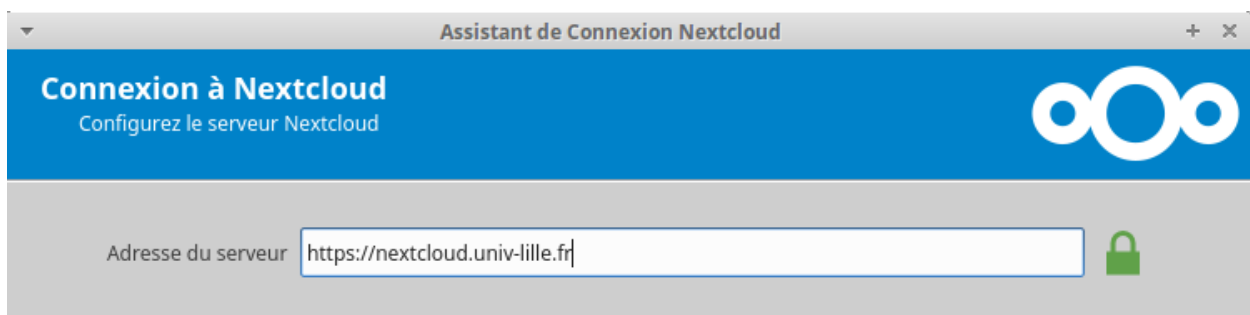 Assistant de Connexion Nextcloud
Connexion à Nextcloud
Configurez le serveur Nextcloud
Adresse du serveur https://nextcloud.univ-lille.fr